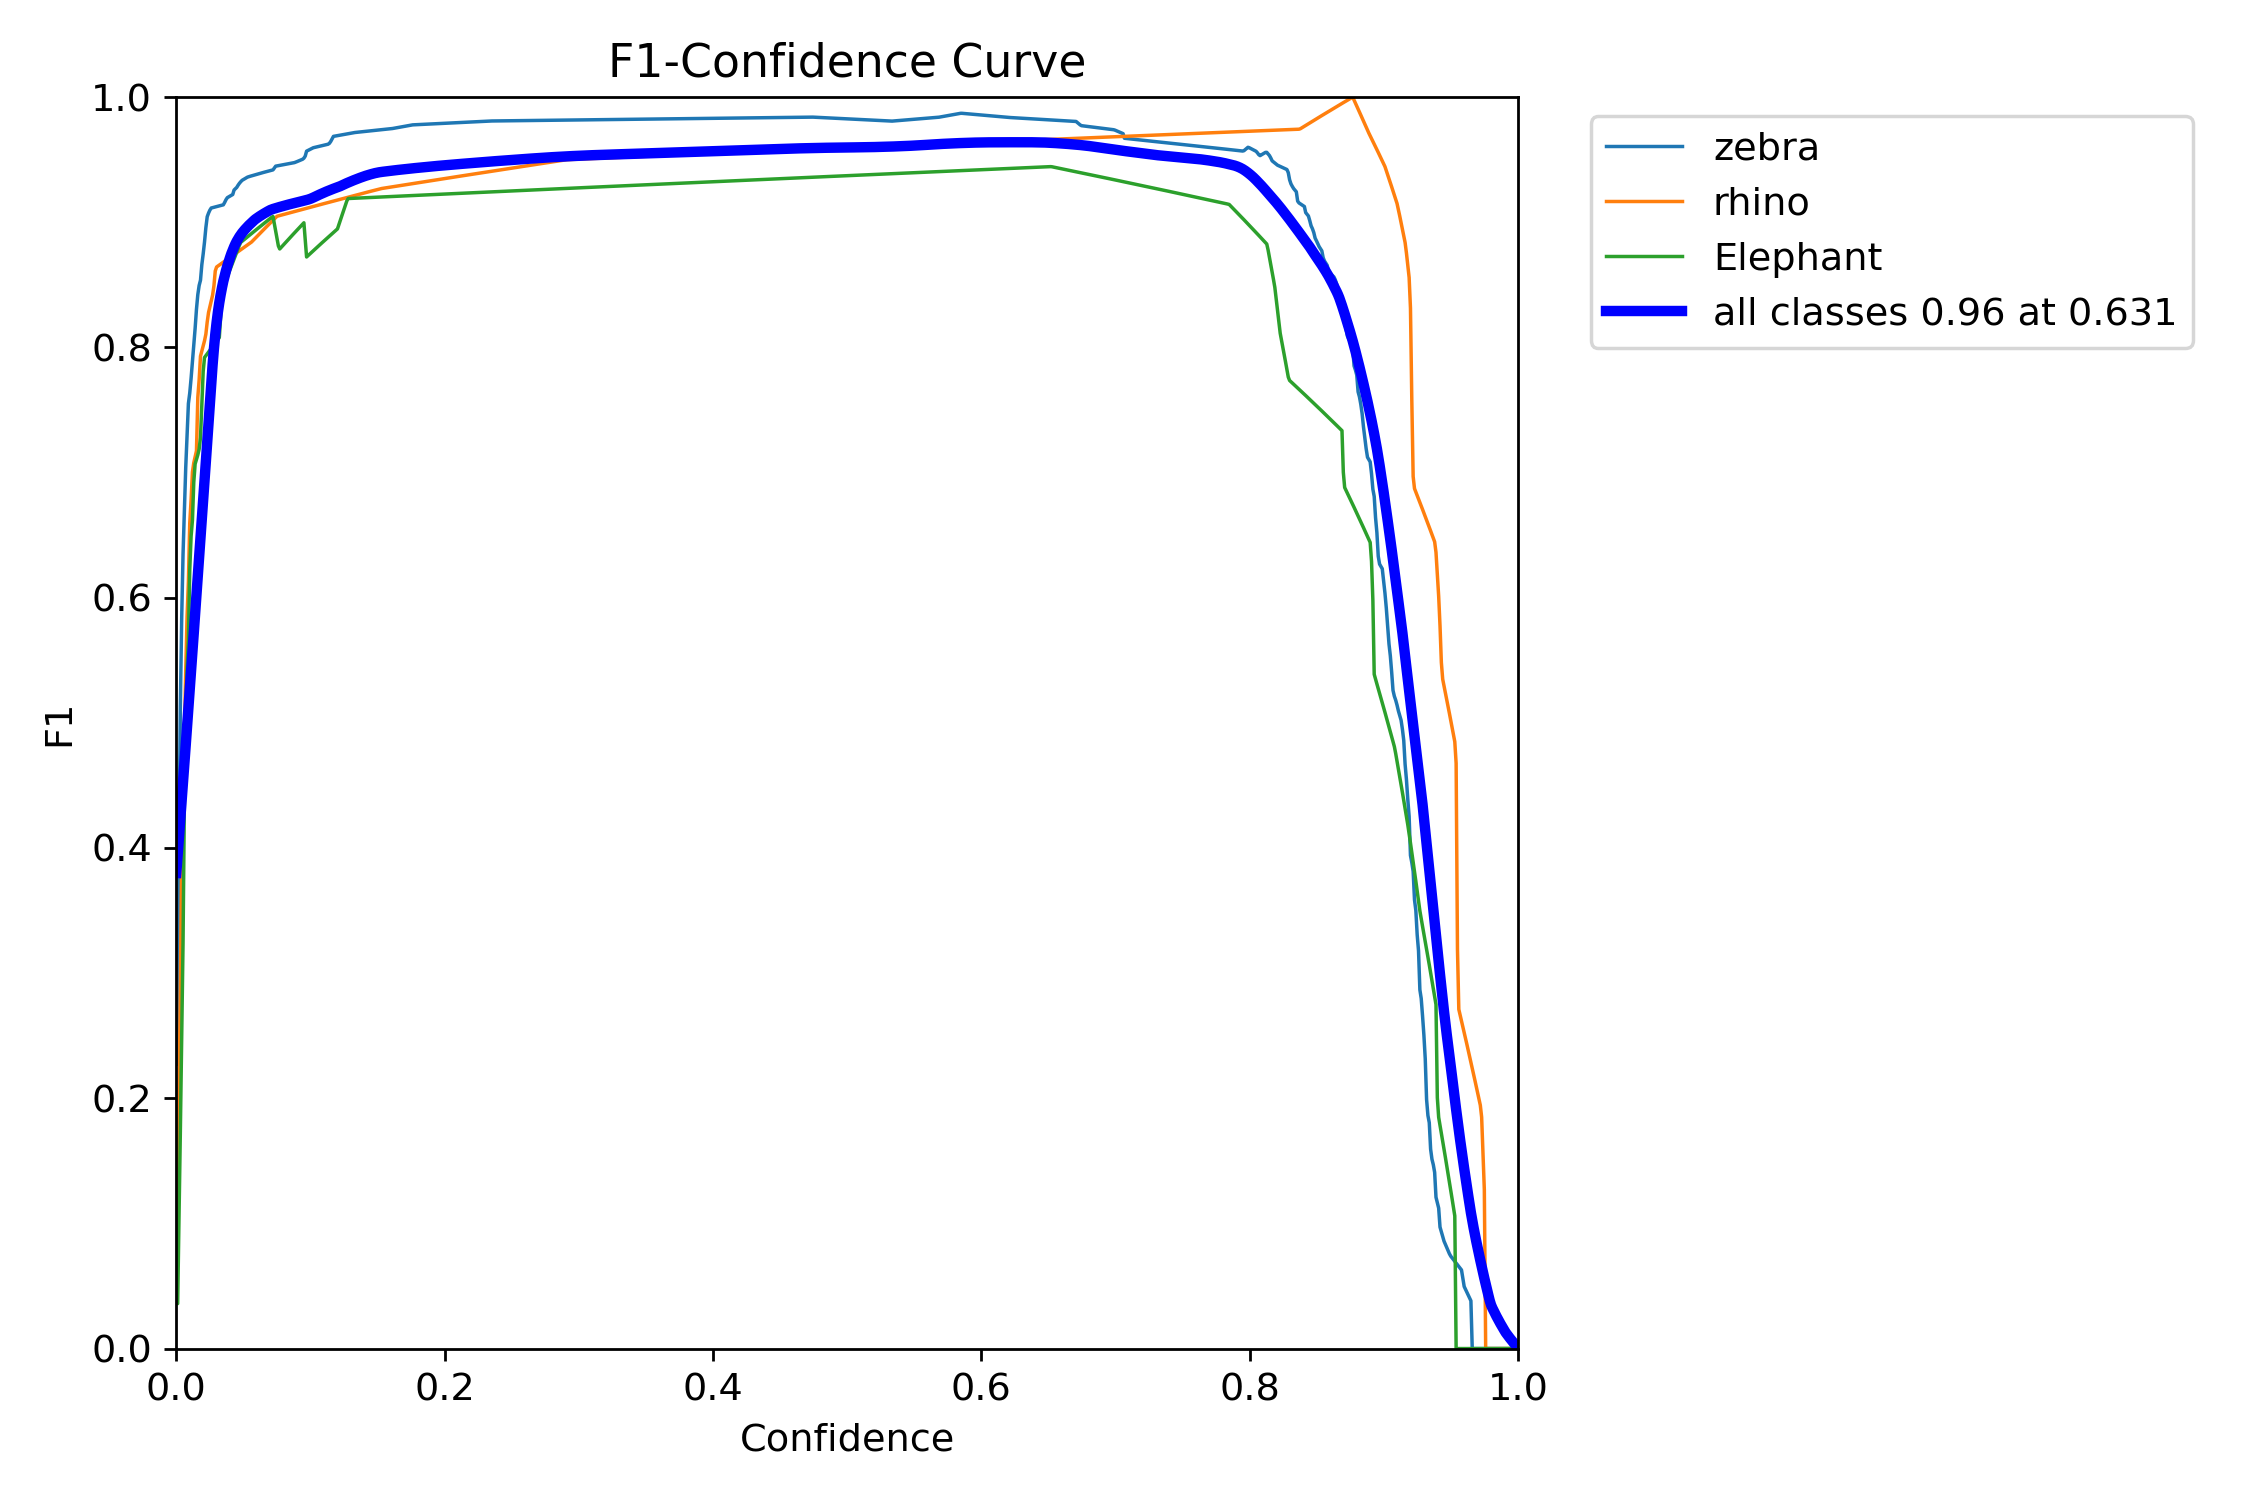 F1-Confidence Curve
1.0
0.8
0.6
0.4
0.2
0.0
F1
0.0 0.2 0.4 0.6 0.8 1.0
Confidence
zebra
rhino
Elephant
all classes 0.96 at 0.631